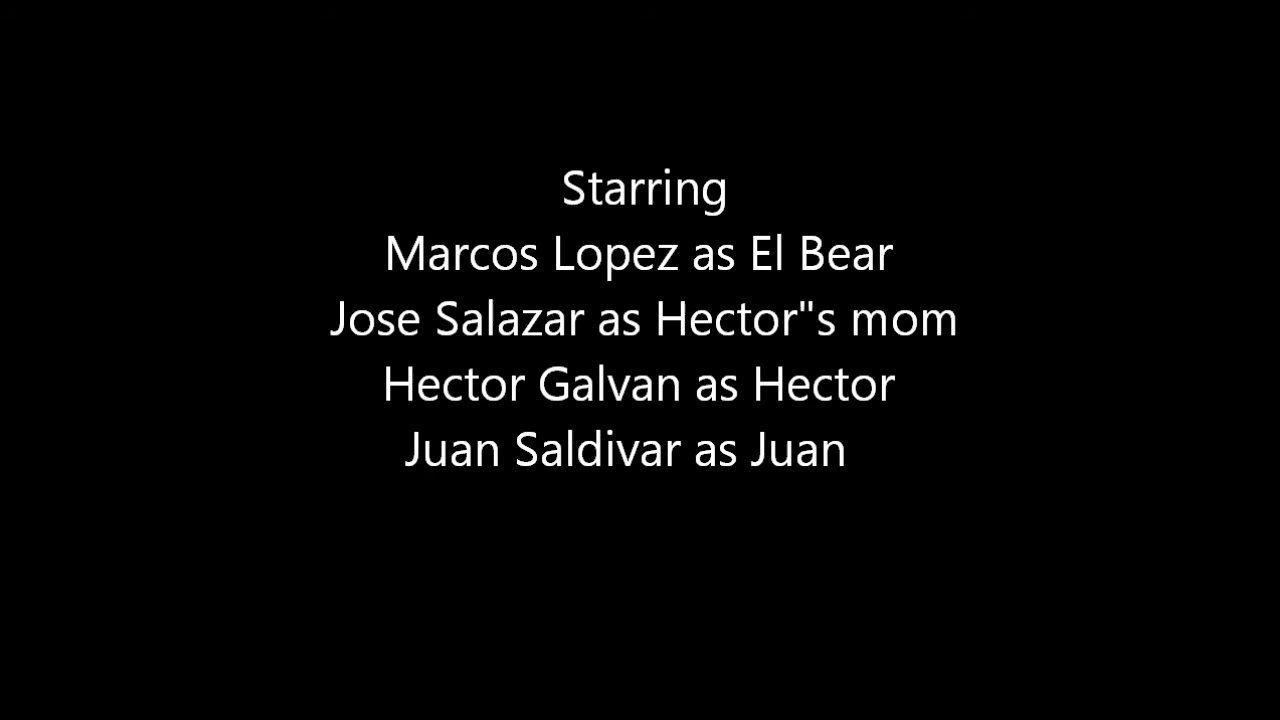 Starring
Marcos Lopez as El Bear
Jose Salazar as Hector"s mom
Hector Galvan as Hector
Juan Saldivar as Juan